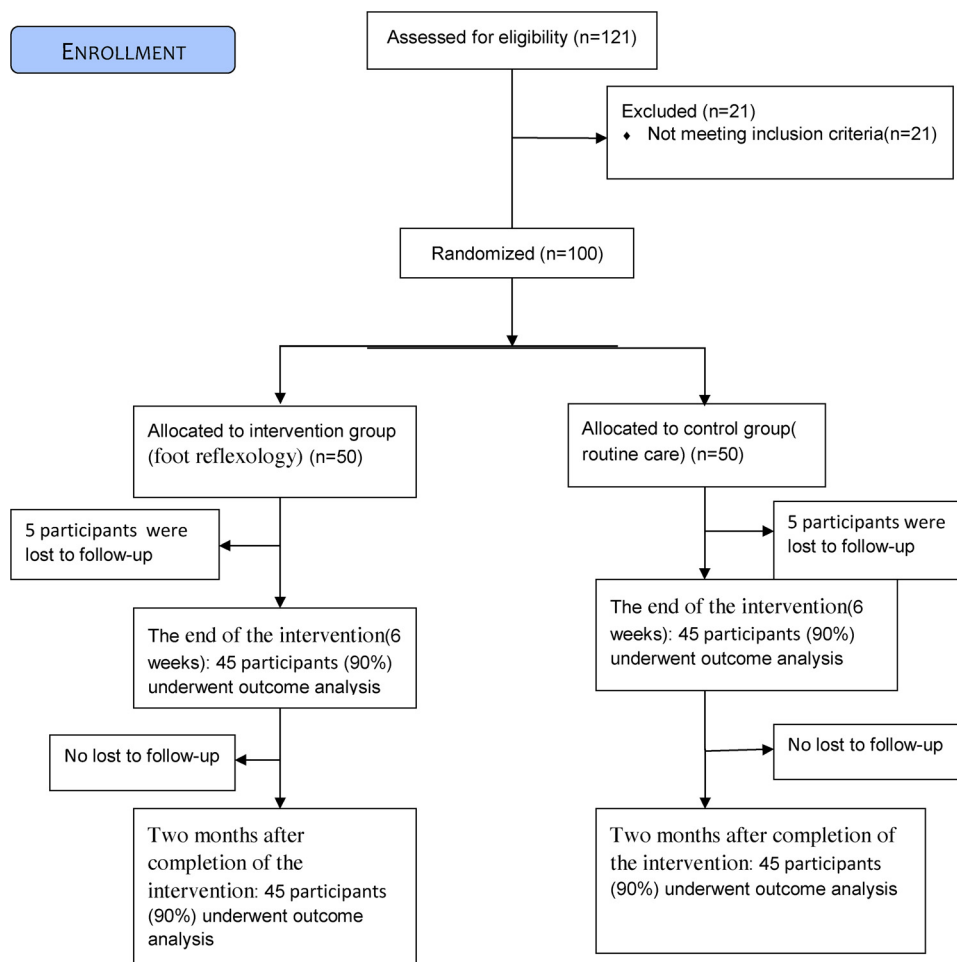 ENROLLMENT
Assessed for eligibility (n=121)
Excluded (n=21)
♦ Not meeting inclusion criteria(n=21)
Randomized (n=100)
Allocated to intervention group
(foot reflexology) (n=50)
Allocated to control group(
routine care) (n=50)
5 participants were
lost to follow-up
5 participants were
lost to follow-up
The end of the intervention(6
weeks): 45 participants (90%)
underwent outcome analysis
The end of the intervention(6
weeks): 45 participants (90%)
underwent outcome analysis
No lost to follow-up
No lost to follow-up
Two months after
completion of the
intervention: 45 participants
(90%) underwent outcome
analysis
Two months after completion of
the intervention: 45 participants
(90%) underwent outcome analysis